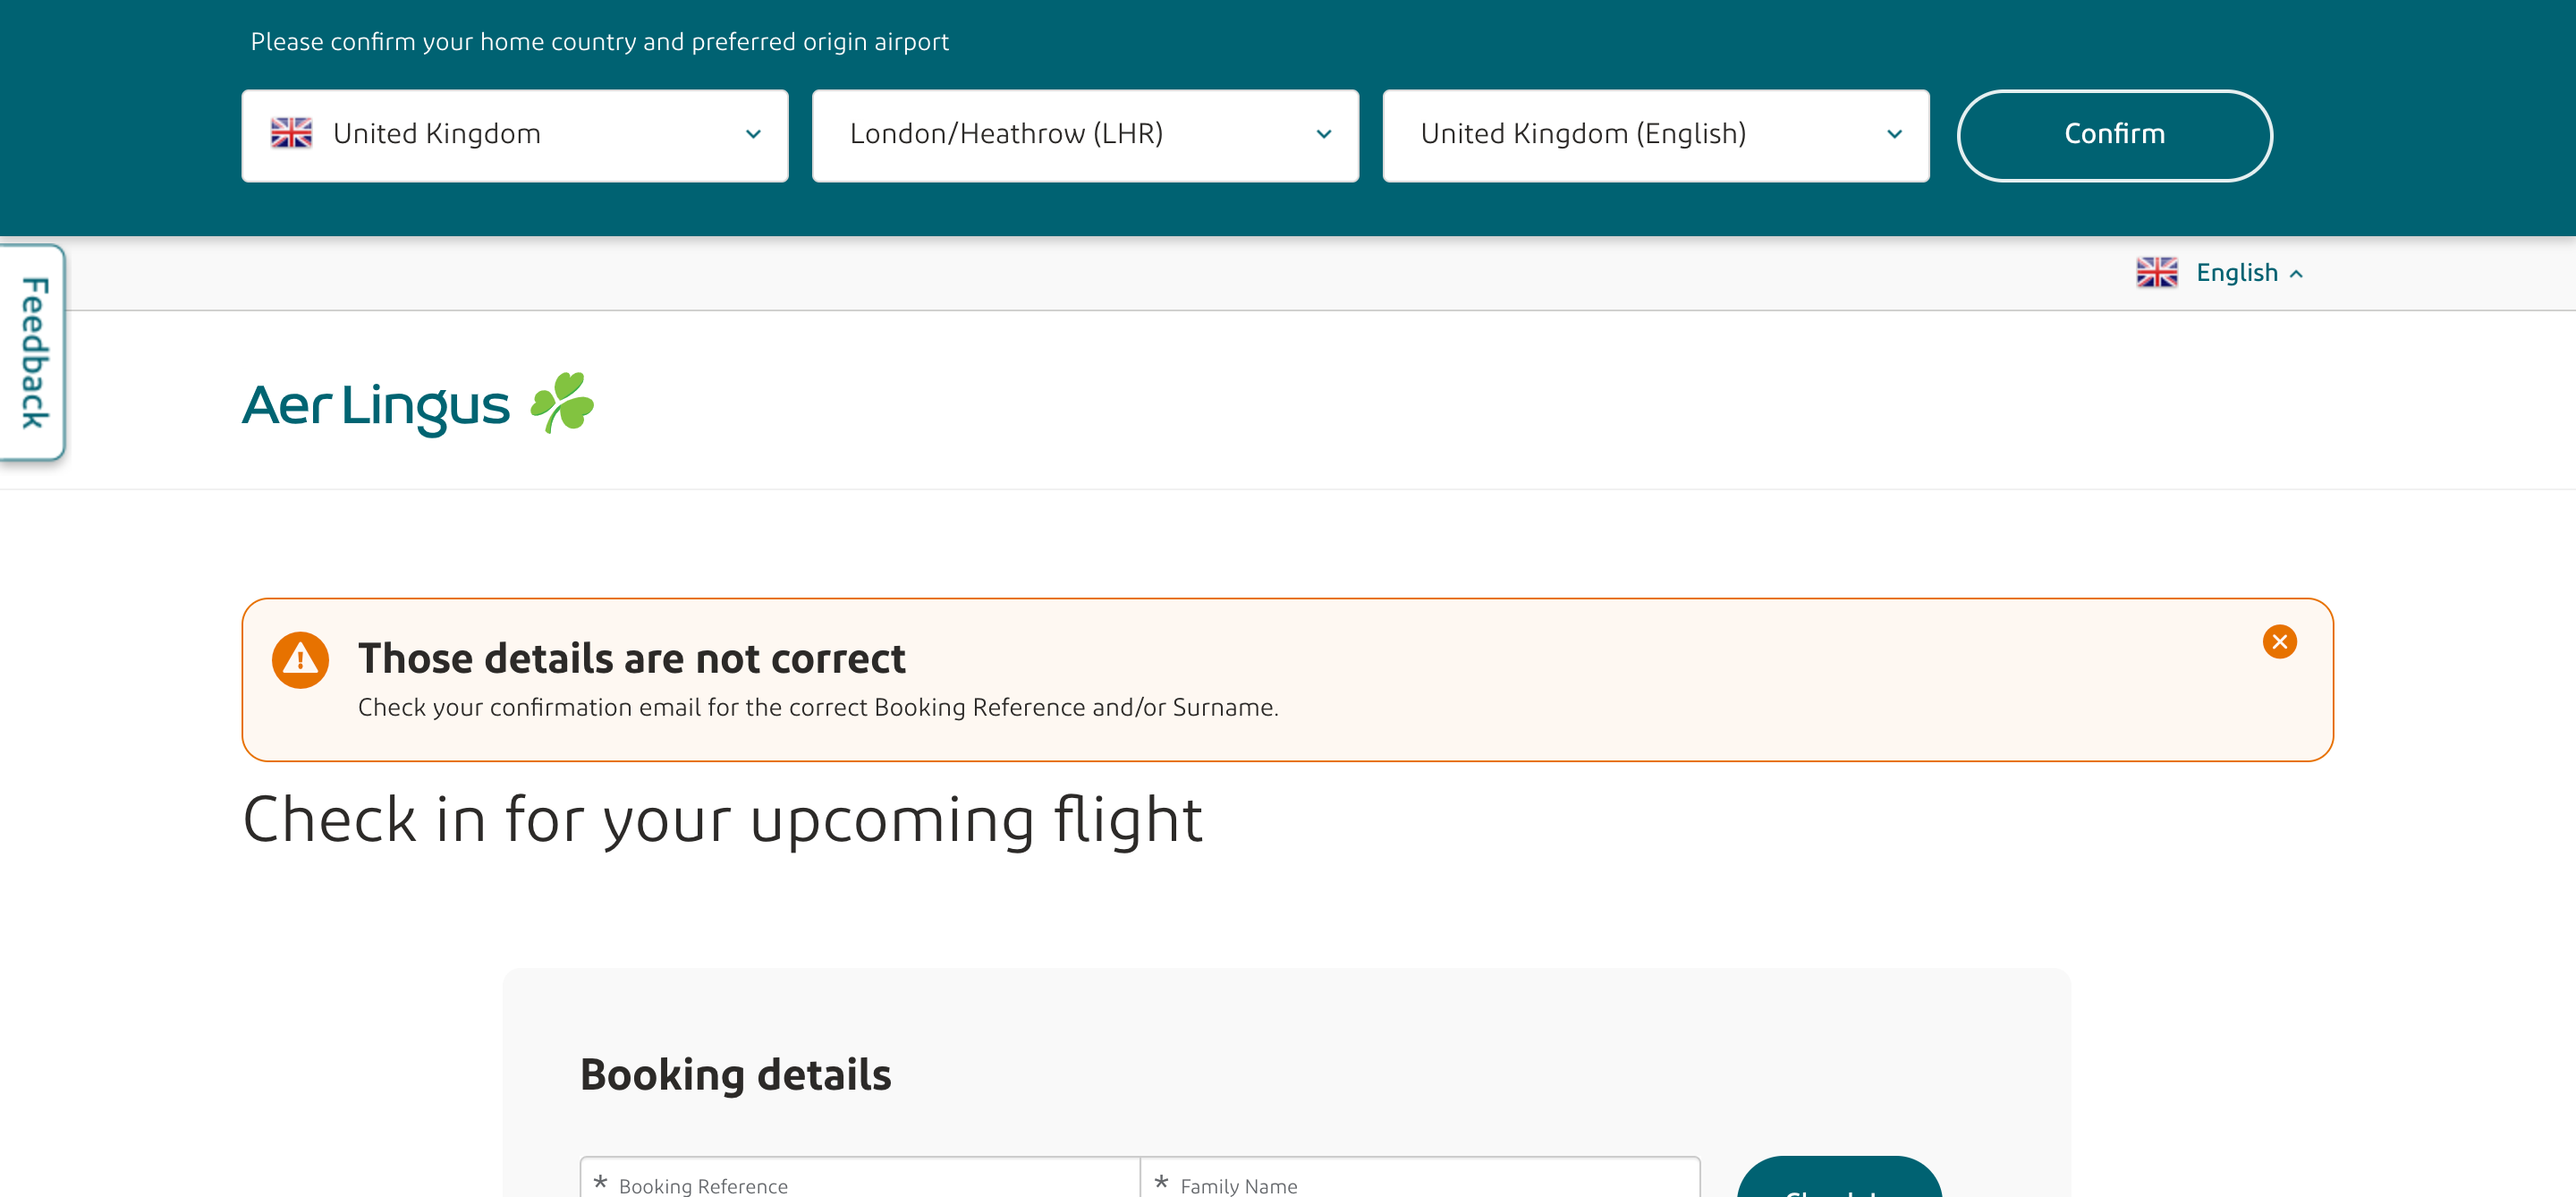 Please confirm your home country and preferred origin airport
United Kingdom
London/Heathrow (LHR)
United Kingdom (English)
Confirm
English
Feedback
Aer Lingus
Those details are not correct
Check your confirmation email for the correct Booking Reference and/or Surname.
Check in for your upcoming flight
Booking details
* Booking Reference
* Family Name